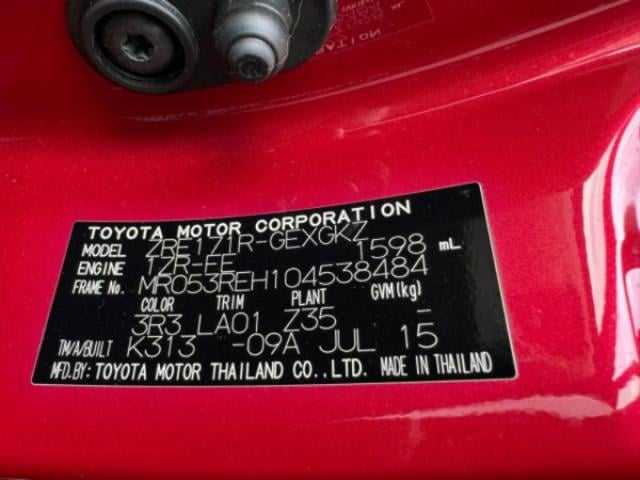 TOYOTA MOTOR CORPORATION
MODEL ZRE171R-GEXGKZ
ENGINE 1ZR-FE 1598 mL
FRAME No. MR053REH104538484
COLOR TRIM PLANT GVM(kg)
3R3 LA01 Z35 -
TM/A/BUILT K313 -09A JUL 15
MFD.BY: TOYOTA MOTOR THAILAND CO.,LTD. MADE IN THAILAND